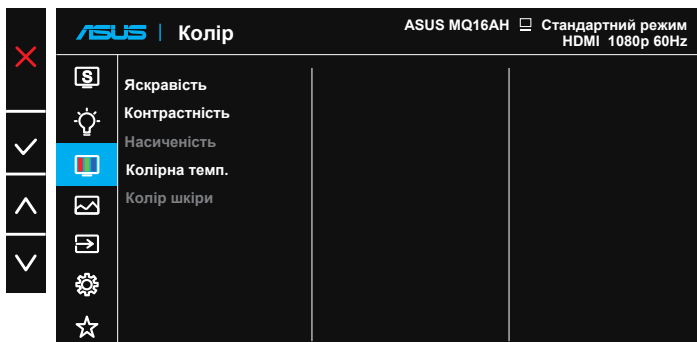 ASUS Колір
ASUS MQ16AH Стандартний режим
HDMI 1080p 60Hz
S
Яскравість
Контрастність
Насиченість
Колірна темп.
Колір шкіри